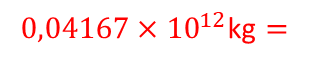 0,04167 × 10¹²kg =